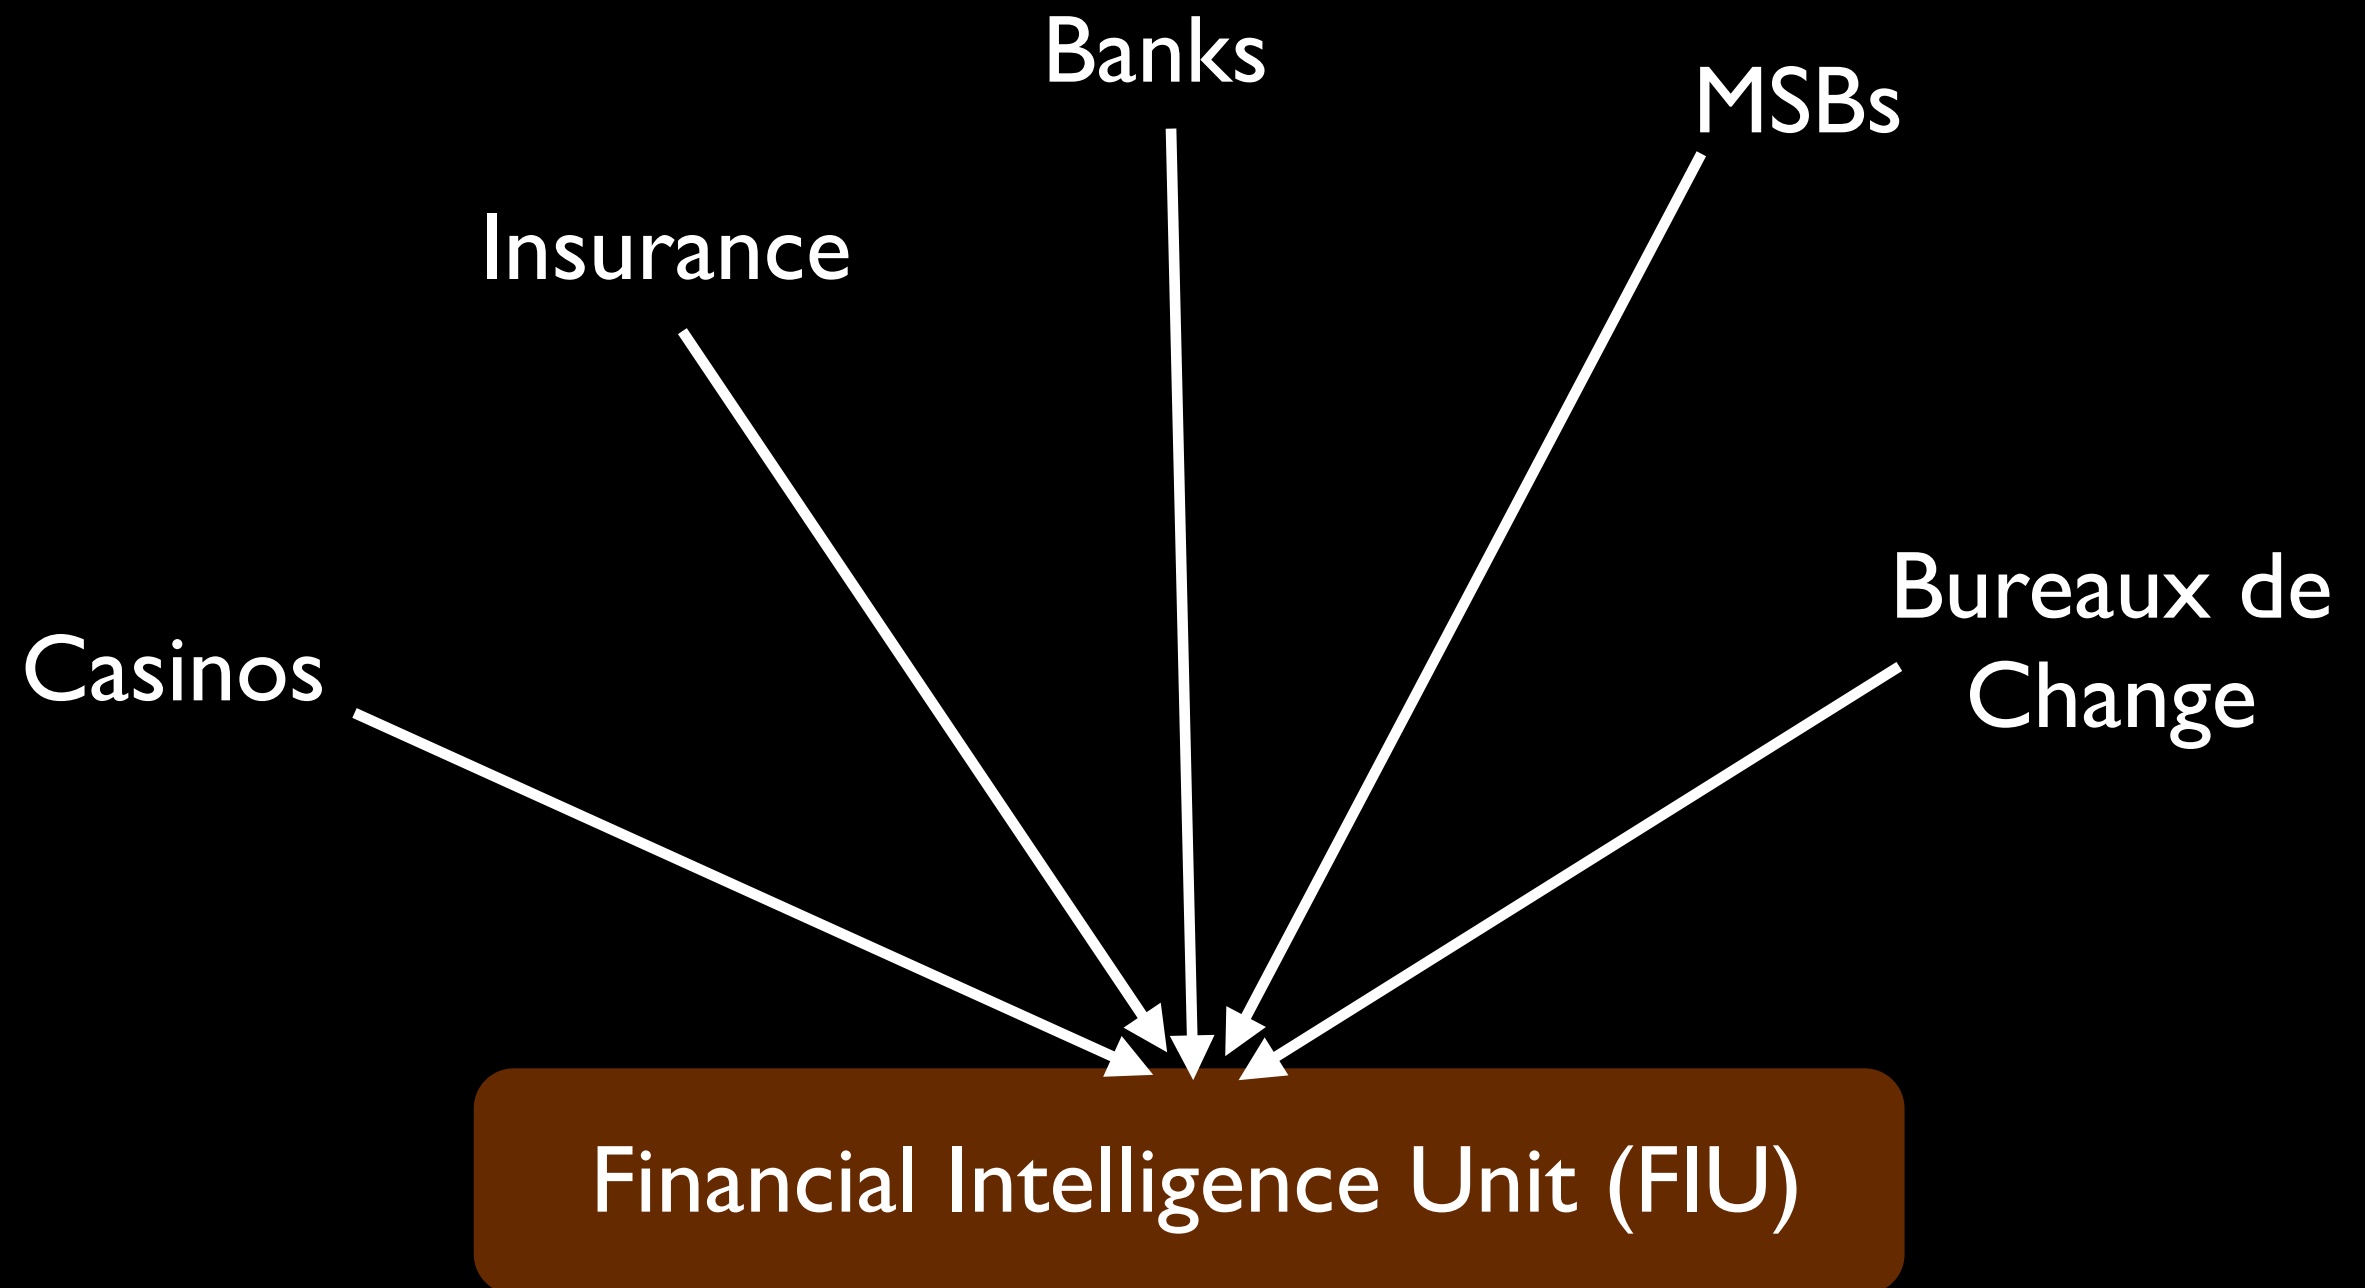 Banks
MSBs
Insurance
Bureaux de
Change
Casinos
Financial Intelligence Unit (FIU)